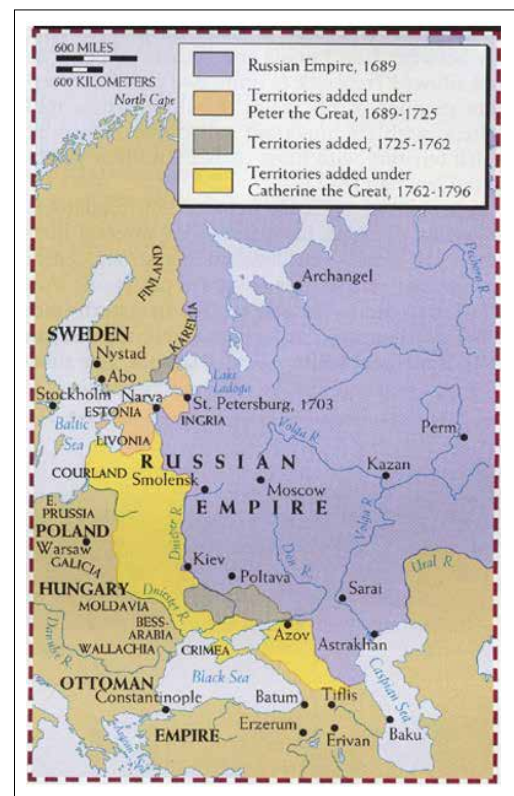 600 MILES
600 KILOMETERS
North Cape
Russian Empire, 1689
Territories added under
Peter the Great, 1689-1725
Territories added, 1725-1762
Territories added under
Catherine the Great, 1762-1796
Pechora R.
Archangel
FINLAND
KARELIA
SWEDEN
Nystad
Abo
Lake
Ladoga
Stockholm
Narva
St. Petersburg, 1703
ESTONIA
INGRIA
Baltic
Sea
LIVONIA
Volga R.
Perm
COURLAND
RUSSIAN
Kazan
Smolensk
Moscow
E.
PRUSSIA
EMPIRE
POLAND
Warsaw
Dnieper R.
Don R.
Volga R.
Ural R.
GALICIA
Kiev
Poltava
HUNGARY
Dniester R.
Sarai
MOLDAVIA
BESS-
ARABIA
Azov
Astrakhan
Danube R.
WALLACHIA
CRIMEA
Black Sea
Caspian Sea
OTTOMAN
Constantinople
Batum
Tiflis
Aegean
EMPIRE
Erzerum
Erivan
Baku